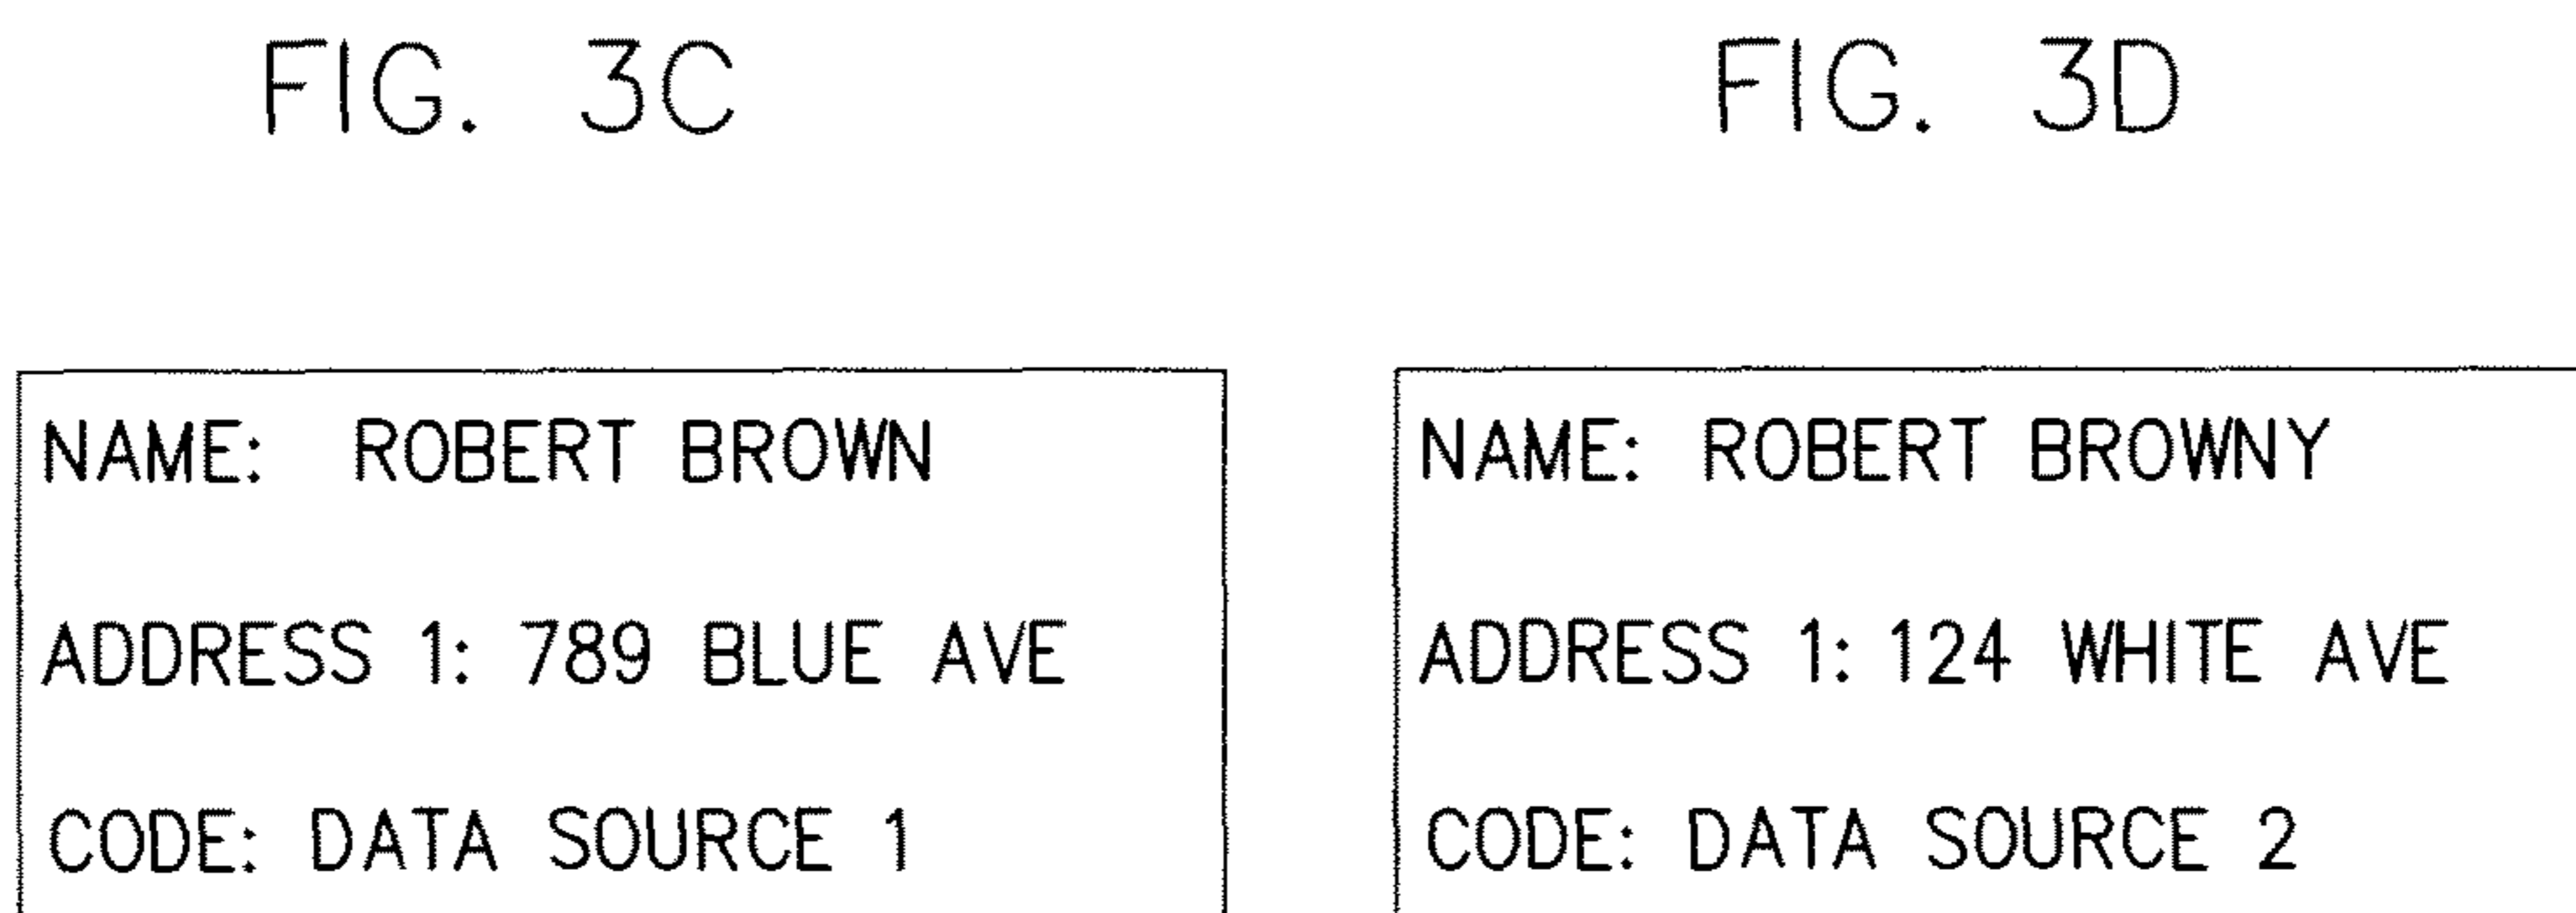 FIG. 3C
NAME: ROBERT BROWN
ADDRESS 1: 789 BLUE AVE
CODE: DATA SOURCE 1
FIG. 3D
NAME: ROBERT BROWNY
ADDRESS 1: 124 WHITE AVE
CODE: DATA SOURCE 2